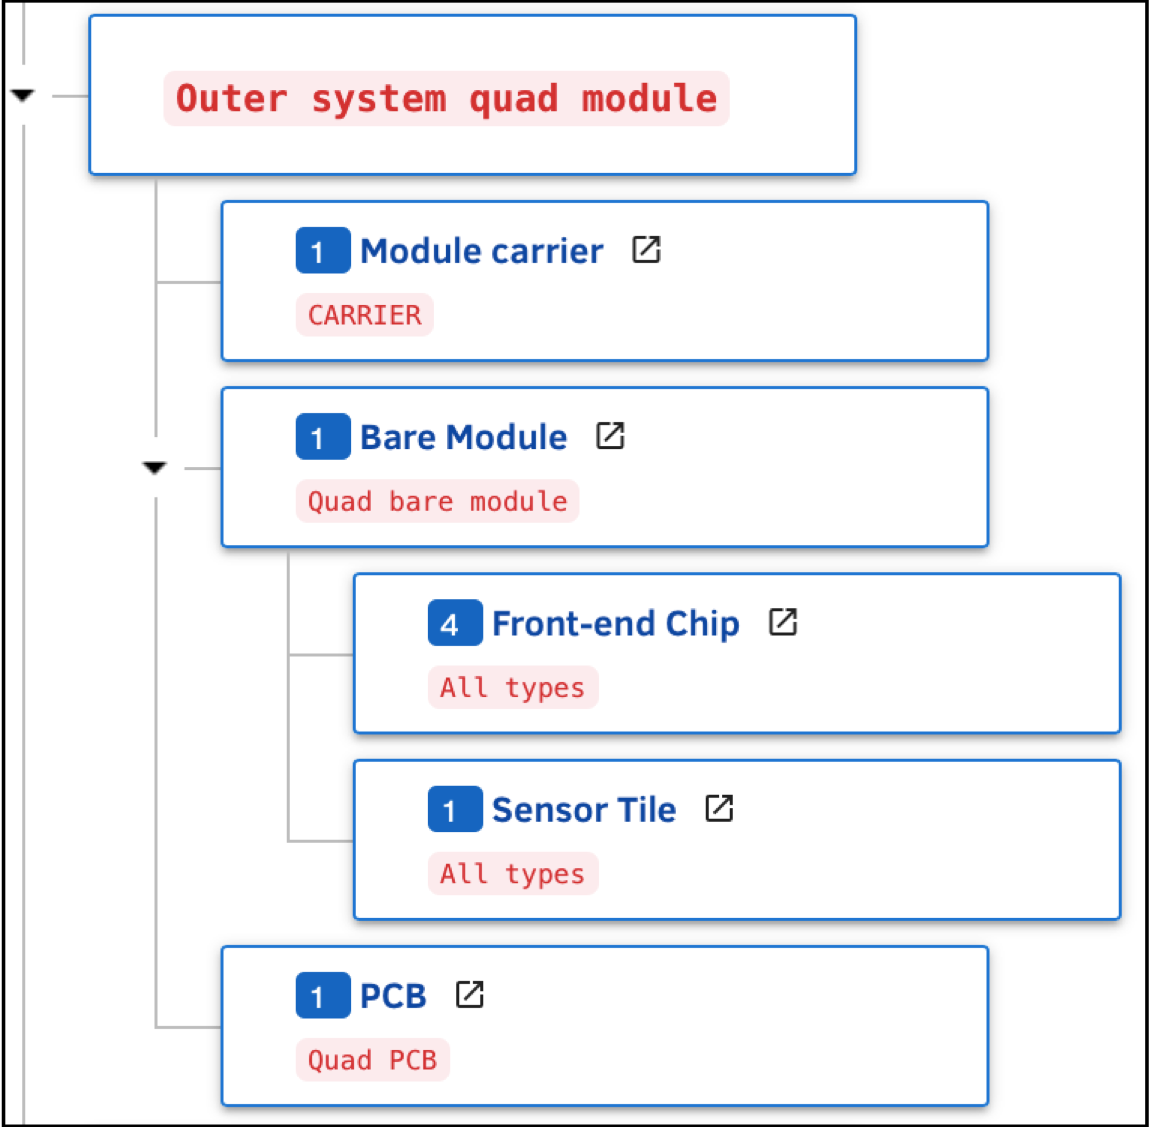 Outer system quad module
1 Module carrier
CARRIER
1 Bare Module
Quad bare module
4 Front-end Chip
All types
1 Sensor Tile
All types
1 PCB
Quad PCB